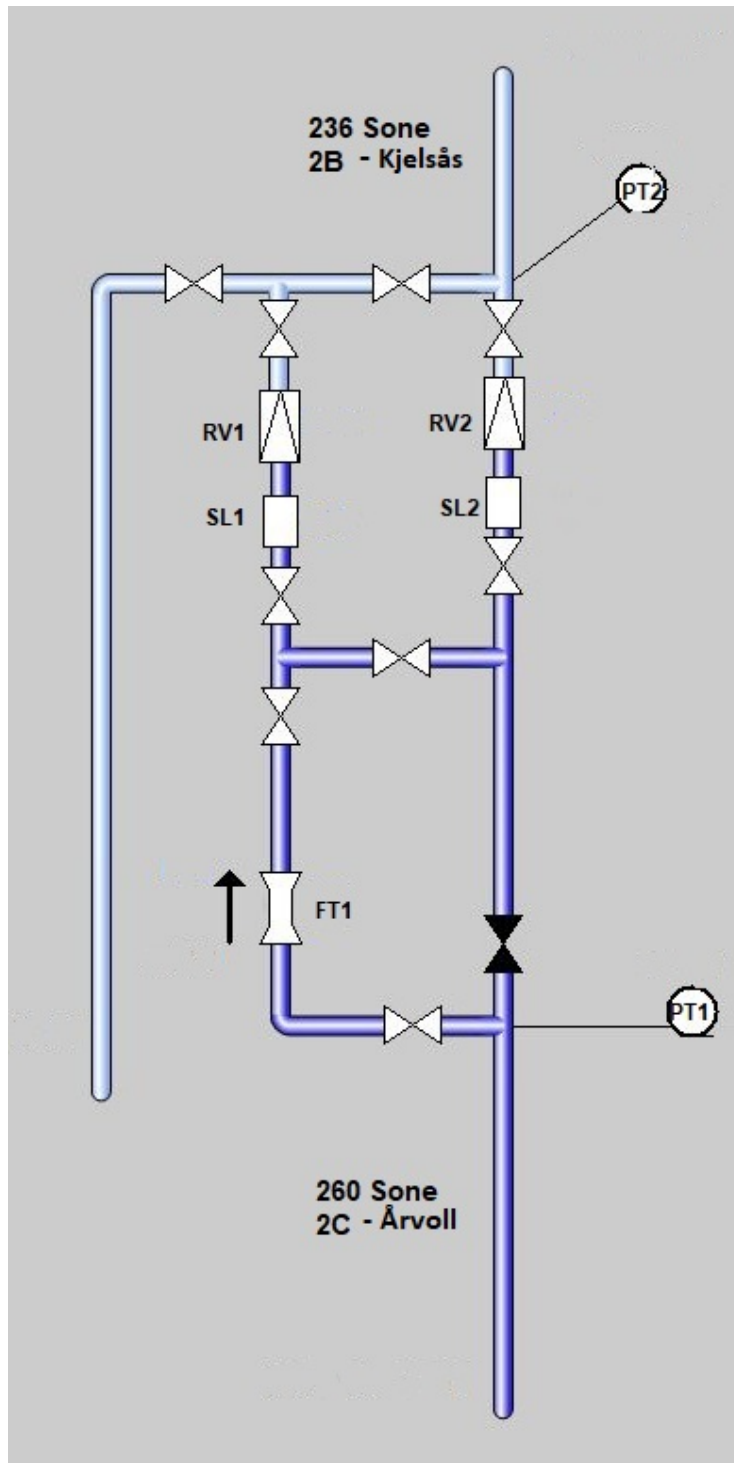 236 Sone
2B - Kjelsås
PT2
RV1
RV2
SL1
SL2
FT1
PT1
260 Sone
2C - Årvoll